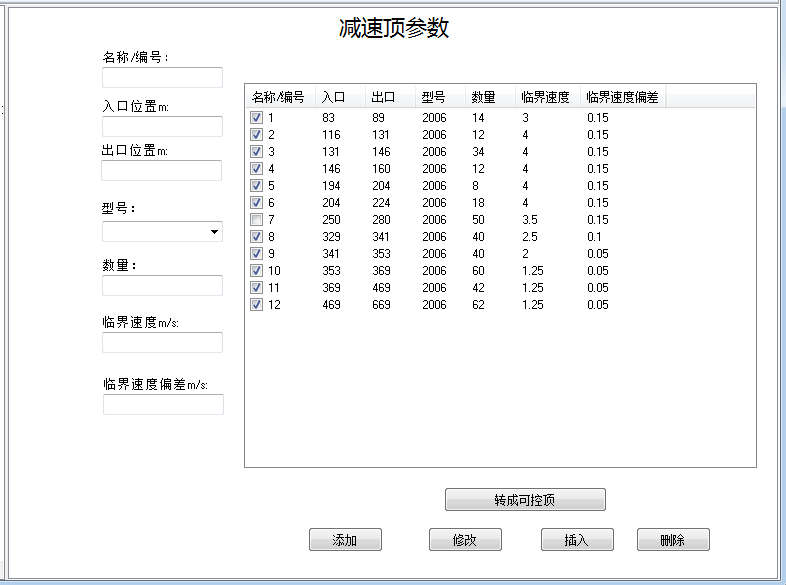 减速顶参数
名称/编号：
入口位置m:
出口位置m:
型号：
数量：
临界速度m/s:
临界速度偏差m/s:
名称/编号 入口 出口 型号 数量 临界速度 临界速度偏差
1 83 89 2006 14 3 0.15
2 116 131 2006 12 4 0.15
3 131 146 2006 34 4 0.15
4 146 160 2006 12 4 0.15
5 194 204 2006 8 4 0.15
6 204 224 2006 18 4 0.15
7 250 280 2006 50 3.5 0.15
8 329 341 2006 40 2.5 0.1
9 341 353 2006 40 2 0.05
10 353 369 2006 60 1.25 0.05
11 369 469 2006 42 1.25 0.05
12 469 669 2006 62 1.25 0.05
转成可控顶
添加 修改 插入 删除